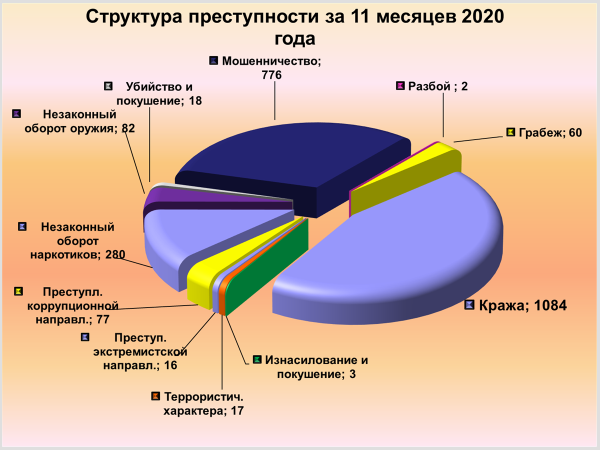 Структура преступности за 11 месяцев 2020
года
Мошенничество;
776
Разбой ; 2
Убийство и
покушение; 18
Незаконный
оборот оружия; 82
Грабеж; 60
Незаконный
оборот
наркотиков; 280
Преступл.
коррупционной
направл.; 77
Кража; 1084
Преступ.
экстремистской
направл.; 16
Изнасилование и
покушение; 3
Террористич.
характера; 17